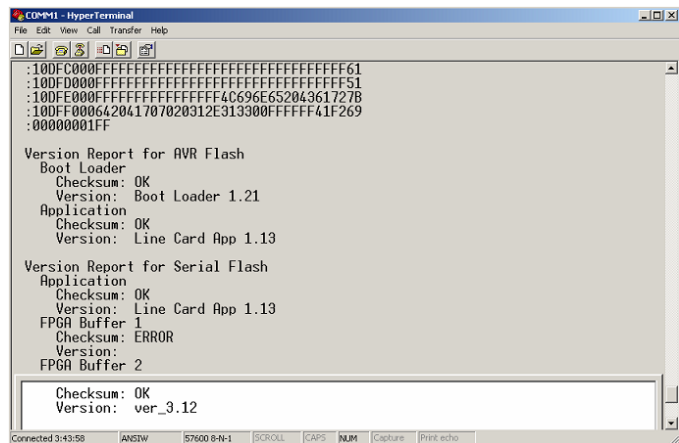 COMM1 - HyperTerminal
File Edit View Call Transfer Help
:10DFC000FFFFFFFFFFFFFFFFFFFFFFFFFFFFFFFF61
:10DFD000FFFFFFFFFFFFFFFFFFFFFFFFFFFFFFFF51
:10DFE000FFFFFFFFFFFFFFFF4C696E65204361727B
:10DFF000642041707020312E313300FFFFFF41F269
:00000001FF
Version Report for AVR Flash
Boot Loader
Checksum: OK
Version: Boot Loader 1.21
Application
Checksum: OK
Version: Line Card App 1.13
Version Report for Serial Flash
Application
Checksum: OK
Version: Line Card App 1.13
FPGA Buffer 1
Checksum: ERROR
Version:
FPGA Buffer 2
Checksum: OK
Version: ver_3.12
Connected 3:43:58 ANSIW 57600 8-N-1 SCROLL CAPS NUM Capture Print echo